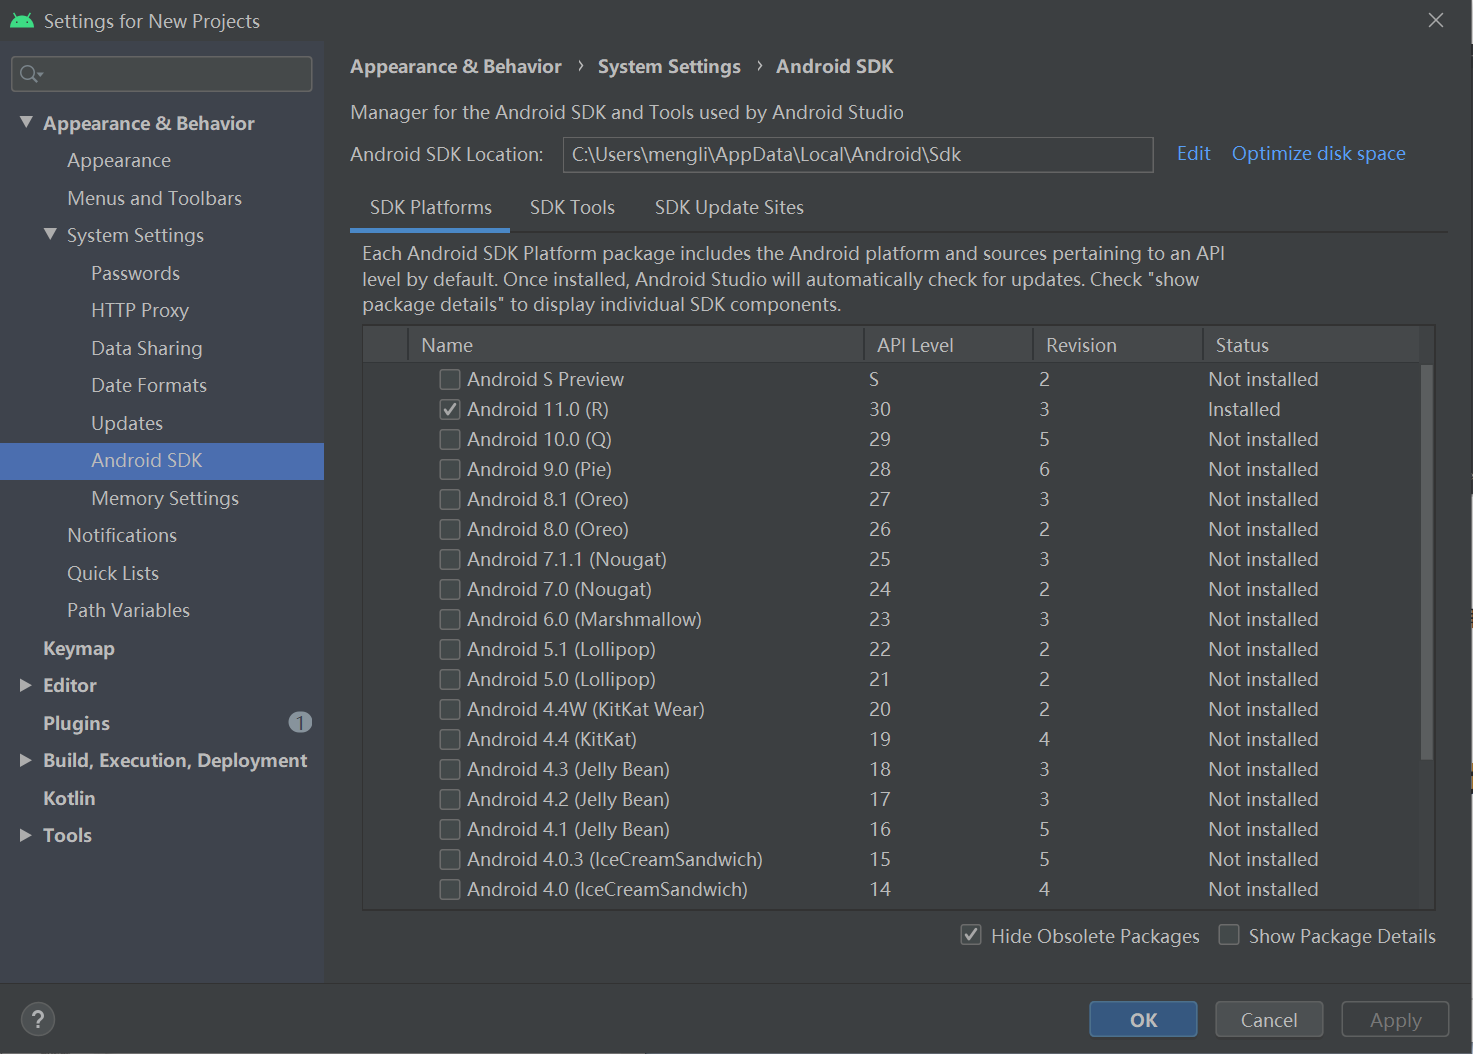 Settings for New Projects
Appearance & Behavior
Appearance
Menus and Toolbars
System Settings
Passwords
HTTP Proxy
Data Sharing
Date Formats
Updates
Android SDK
Memory Settings
Notifications
Quick Lists
Path Variables
Keymap
Editor
Plugins 1
Build, Execution, Deployment
Kotlin
Tools
Appearance & Behavior › System Settings › Android SDK
Manager for the Android SDK and Tools used by Android Studio
Android SDK Location: C:\Users\mengli\AppData\Local\Android\Sdk Edit Optimize disk space
SDK Platforms SDK Tools SDK Update Sites
Each Android SDK Platform package includes the Android platform and sources pertaining to an API
level by default. Once installed, Android Studio will automatically check for updates. Check "show
package details" to display individual SDK components.
Name API Level Revision Status
Android S Preview S 2 Not installed
Android 11.0 (R) 30 3 Installed
Android 10.0 (Q) 29 5 Not installed
Android 9.0 (Pie) 28 6 Not installed
Android 8.1 (Oreo) 27 3 Not installed
Android 8.0 (Oreo) 26 2 Not installed
Android 7.1.1 (Nougat) 25 3 Not installed
Android 7.0 (Nougat) 24 2 Not installed
Android 6.0 (Marshmallow) 23 3 Not installed
Android 5.1 (Lollipop) 22 2 Not installed
Android 5.0 (Lollipop) 21 2 Not installed
Android 4.4W (KitKat Wear) 20 2 Not installed
Android 4.4 (KitKat) 19 4 Not installed
Android 4.3 (Jelly Bean) 18 3 Not installed
Android 4.2 (Jelly Bean) 17 3 Not installed
Android 4.1 (Jelly Bean) 16 5 Not installed
Android 4.0.3 (IceCreamSandwich) 15 5 Not installed
Android 4.0 (IceCreamSandwich) 14 4 Not installed
Hide Obsolete Packages Show Package Details
? OK Cancel Apply